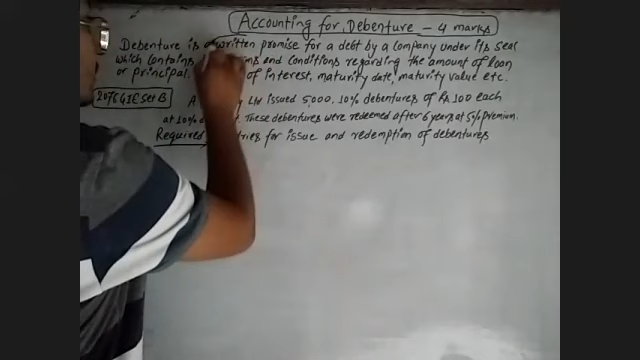 Accounting for Debenture - 4 marks
Debenture is a written promise for a debt by a company under its seal
which contains and conditions regarding the amount of loan
or principal, of interest, maturity date, maturity value etc.
2076 GIE Set B
A Ltd issued 5,000, 10% debentures of Rs 100 each
at 10% These debentures were redeemed after 6 years at 5% premium.
Required for issue and redemption of debentures